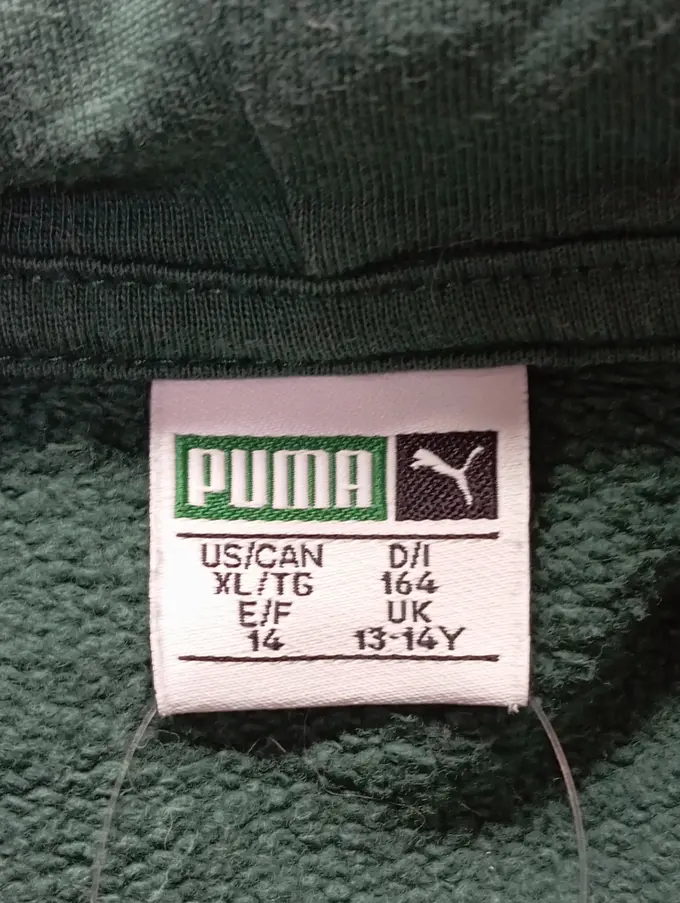 PUMA
US/CAN D/I
XL/TG 164
E/F UK
14 13-14Y